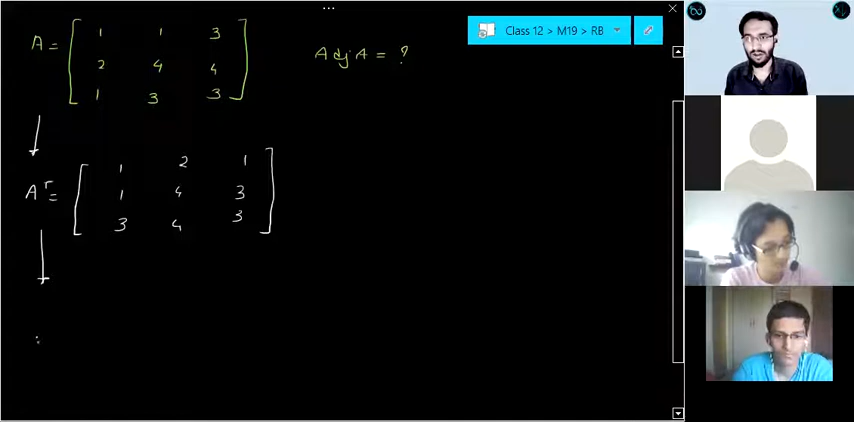 Class 12 > M19 > RB
A = [ 1 1 3
2 4 4
1 3 3 ]
Adj A = ?
Aᵀ = [ 1 2 1
1 4 3
3 4 3 ]